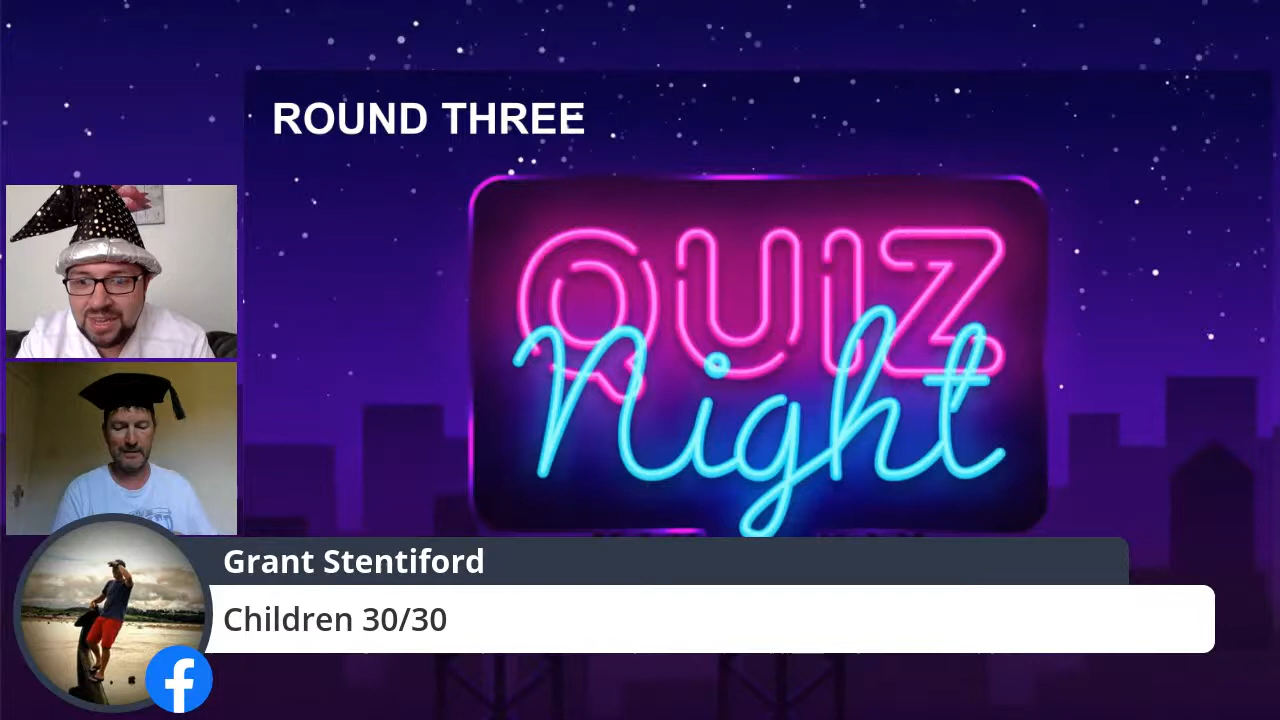 ROUND THREE
QUIZ
Night
Grant Stentiford
Children 30/30